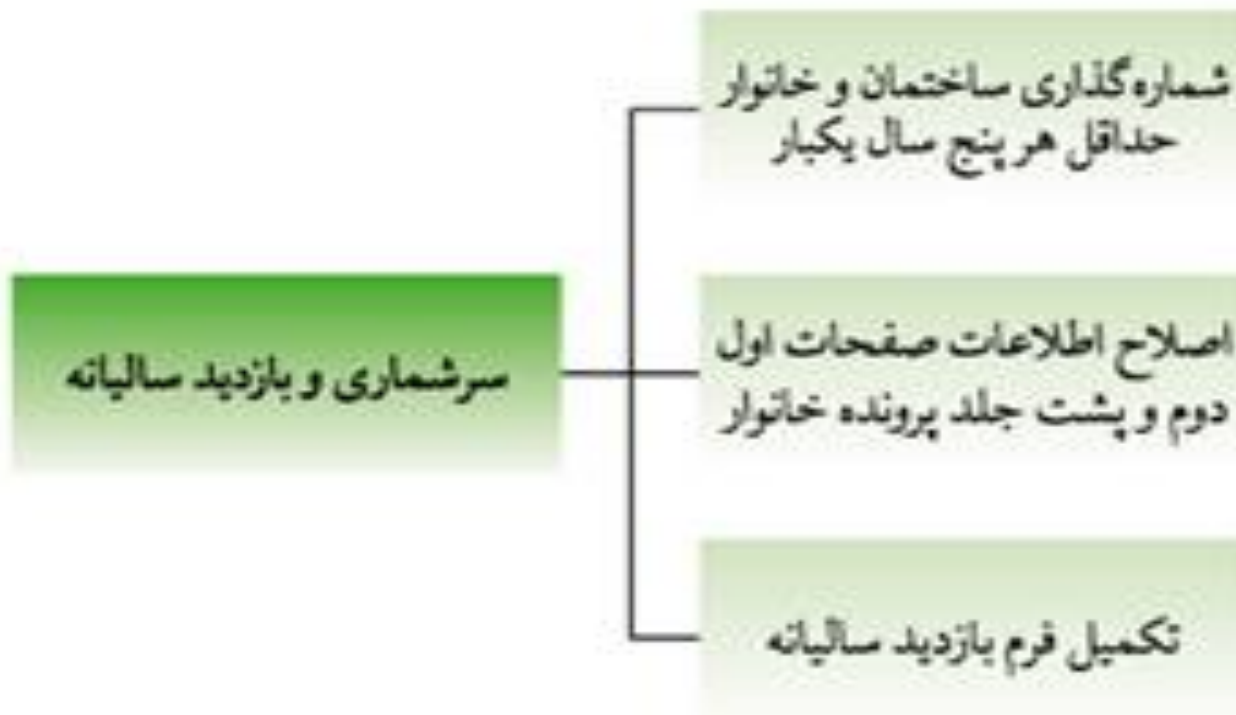 سرشماری و بازدید سالیانه
شماره‌گذاری ساختمان و خانوار
حداقل هر پنج سال یکبار
اصلاح اطلاعات صفحات اول
دوم و پشت جلد پرونده خانوار
تکمیل فرم بازدید سالیانه